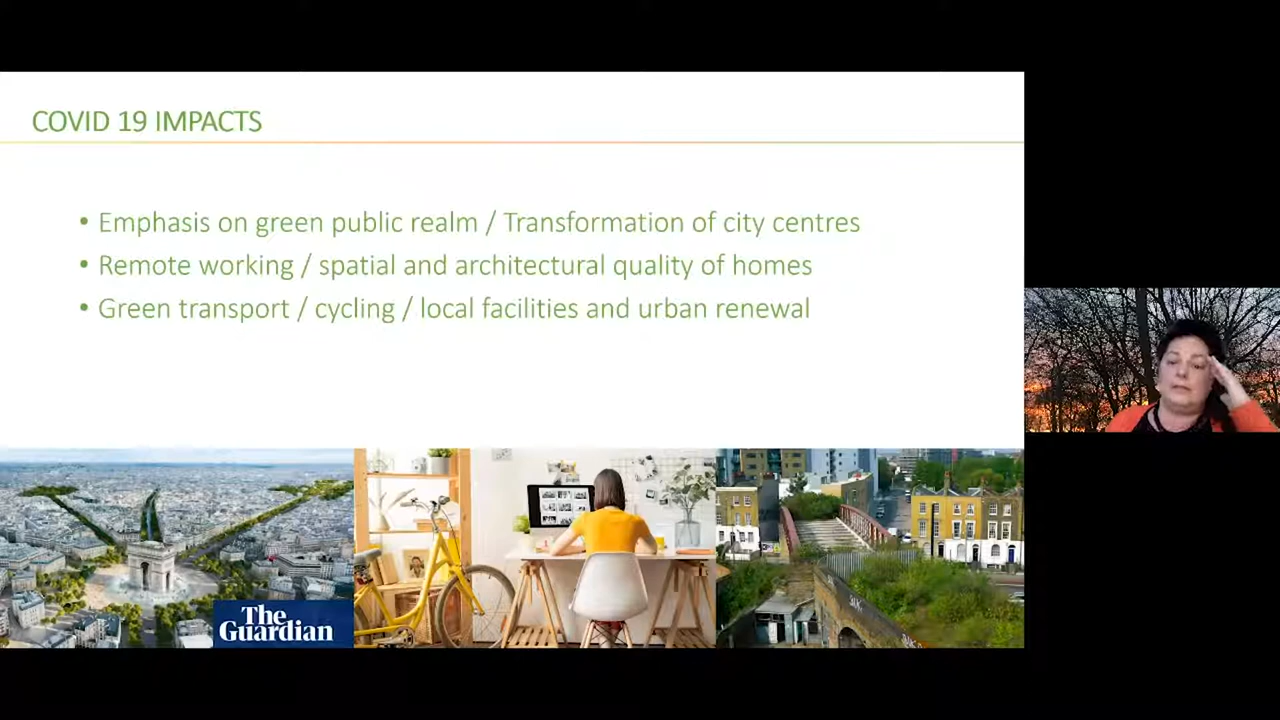 COVID 19 IMPACTS
• Emphasis on green public realm / Transformation of city centres
• Remote working / spatial and architectural quality of homes
• Green transport / cycling / local facilities and urban renewal
The
Guardian